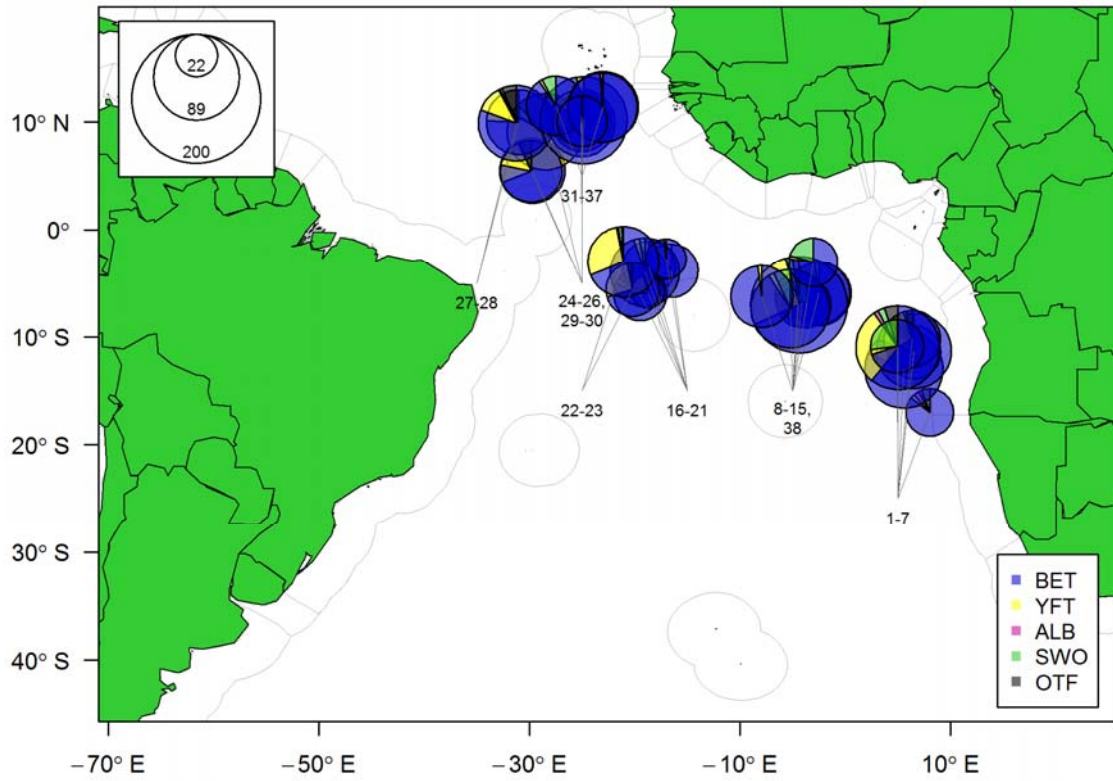 22
89
200
10° N
0°
10° S
20° S
30° S
40° S
31-37
27-28
24-26,
29-30
22-23
16-21
8-15,
38
1-7
BET
YFT
ALB
SWO
OTF
−70° E
−50° E
−30° E
−10° E
10° E